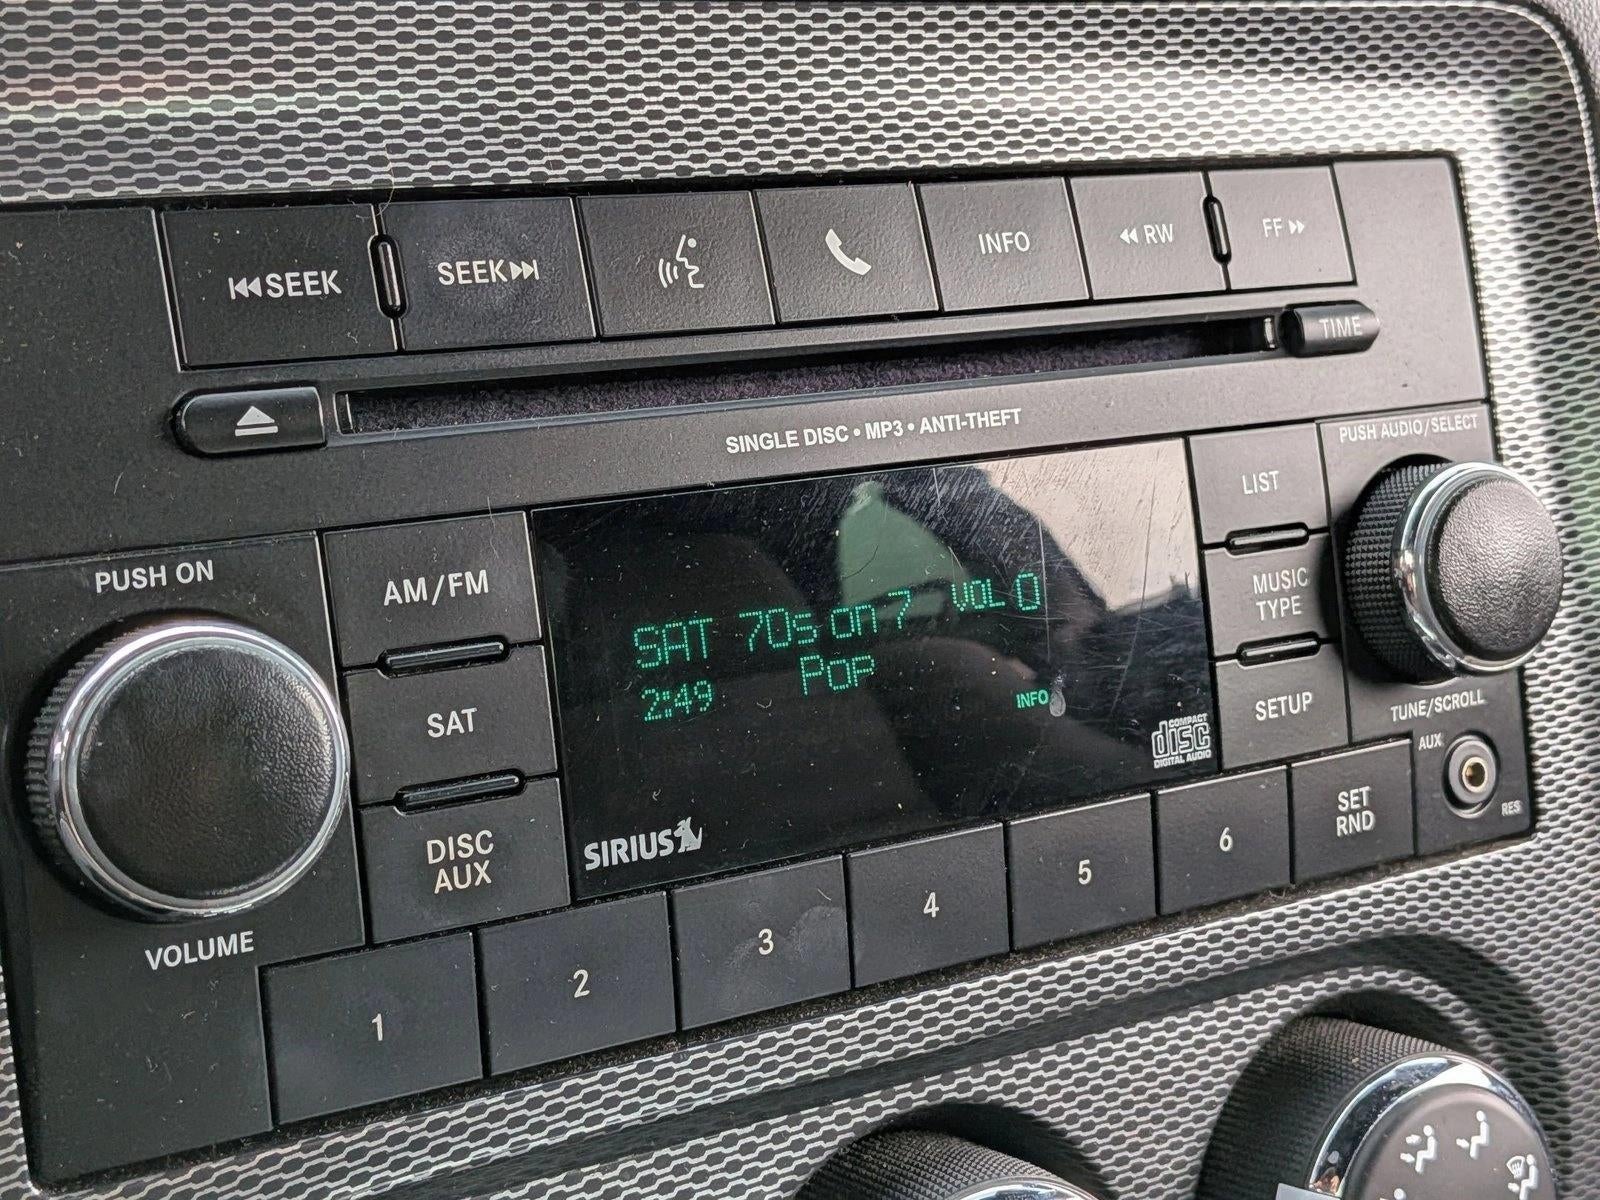 SEEK
SEEK
INFO
RW
FF
TIME
SINGLE DISC • MP3 • ANTI-THEFT
PUSH AUDIO/SELECT
PUSH ON
AM/FM
LIST
SAT 70s on 7 VOL 0
2:49 Pop
INFO
MUSIC
TYPE
SAT
SETUP
TUNE/SCROLL
COMPACT
disc
DIGITAL AUDIO
AUX
RES
DISC
AUX
SIRIUS
VOLUME
1
2
3
4
5
6
SET
RND